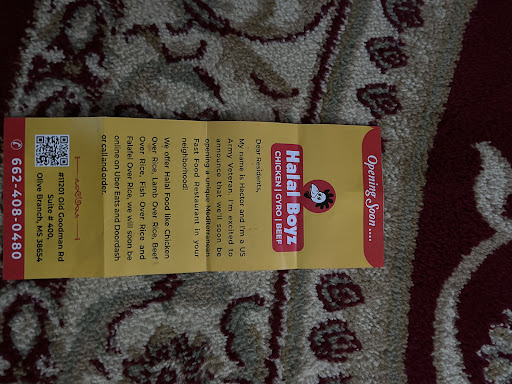 Opening Soon ....
Halal Boyz
CHICKEN | GYRO | BEEF
Dear Residents,
My name is Hector and I'm a US
Army Veteran. I'm excited to
announce that we'll soon be
opening a unique Mediterranean
Fast Food Restaurant in your
neighborhood!
We offer Halal Food like Chicken
Over Rice, Lamb Over Rice, Beef
Over Rice, Fish Over Rice and
Falafel Over Rice, we will soon be
online on Uber Eats and Doordash
or call and order.
#11201 Old Goodman Rd
Suite # 400,
Olive Branch, MS 38654
662-408-0480